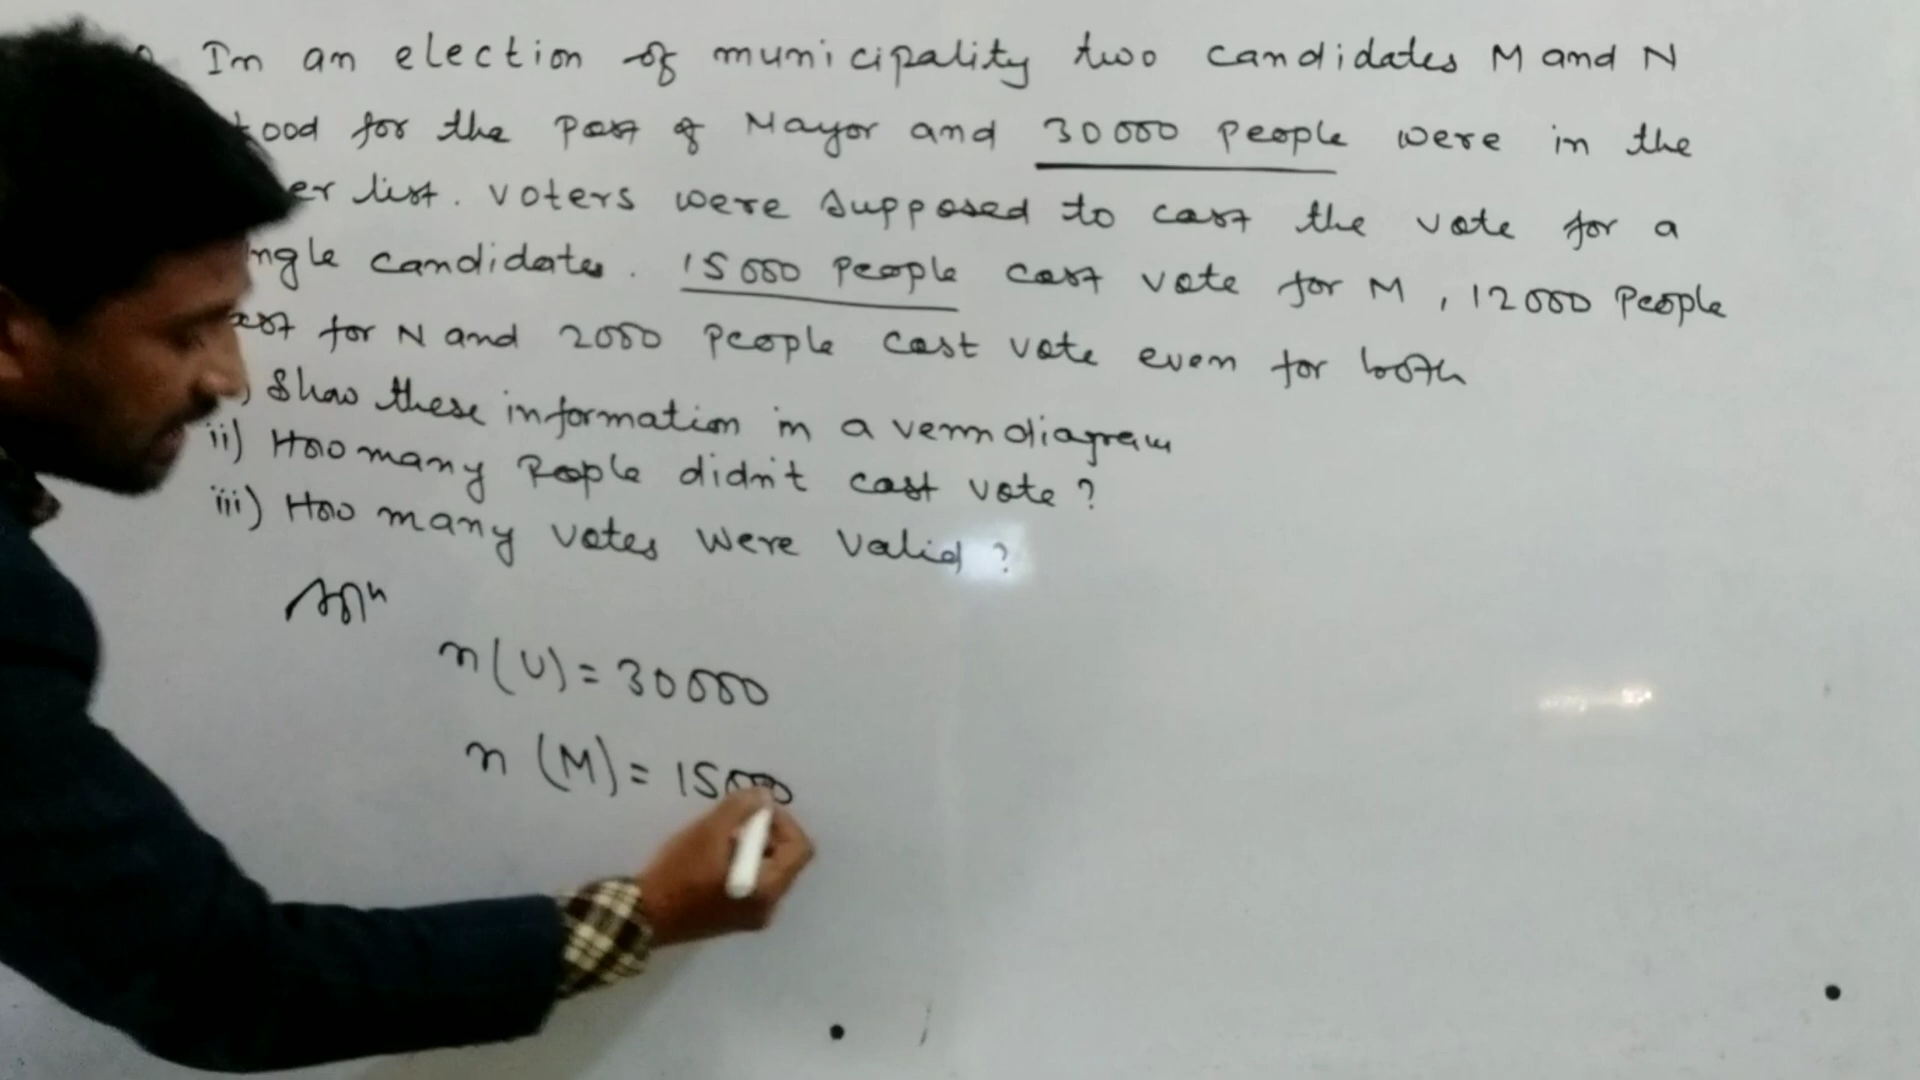 In an election of municipality two candidates M and N
tood for the post of Mayor and 30000 people were in the
er list. voters were supposed to cast the vote for a
ngle candidates. 15000 people cast vote for M, 12000 people
ast for N and 2000 people cast vote even for both
) Show these information in a venn diagram
ii) How many people didn't cast vote?
iii) How many votes were valid?
Soln
n(U) = 30000
n (M) = 15000